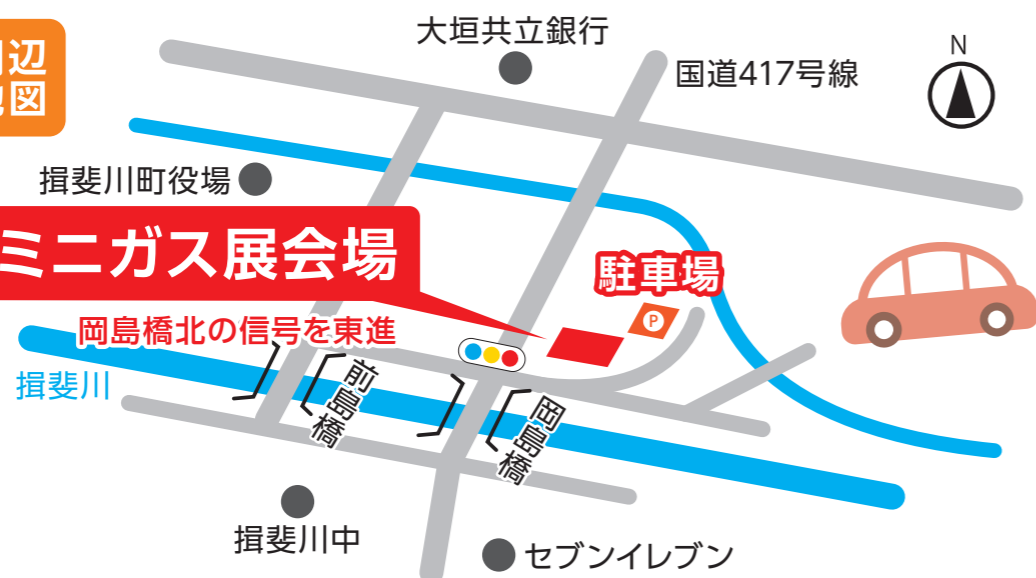 周辺
地図
大垣共立銀行
国道417号線
N
揖斐川町役場
ミニガス展会場
駐車場
P
岡島橋北の信号を東進
揖斐川
前島橋
岡島橋
揖斐川中
セブンイレブン